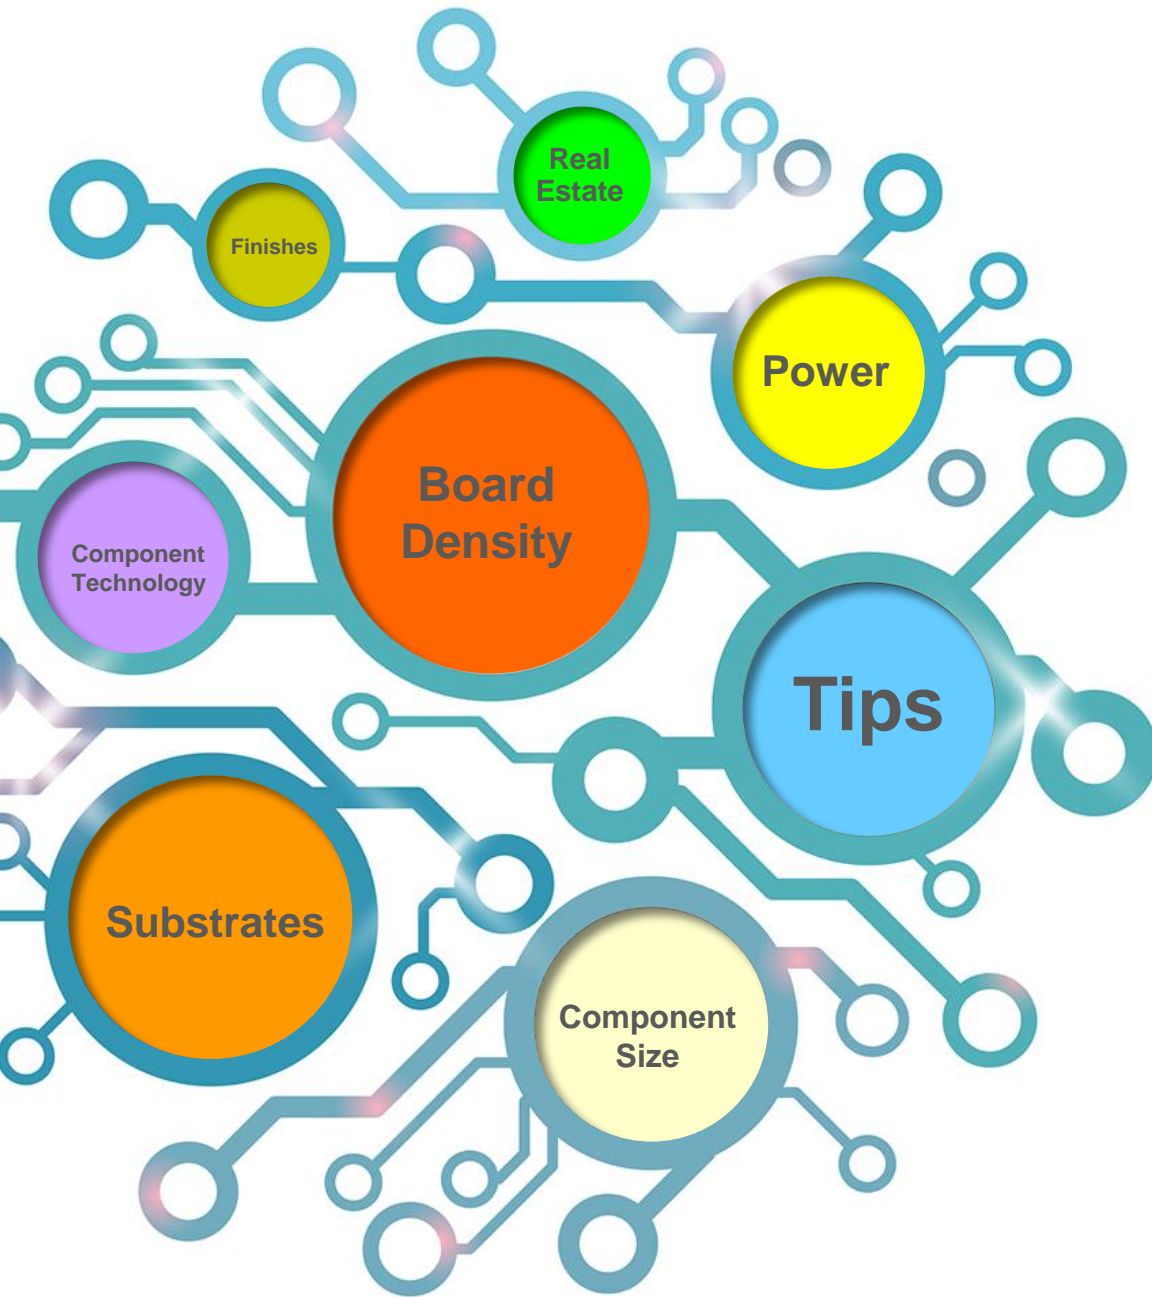 Real
Estate
Finishes
Power
Board
Density
Component
Technology
Tips
Substrates
Component
Size